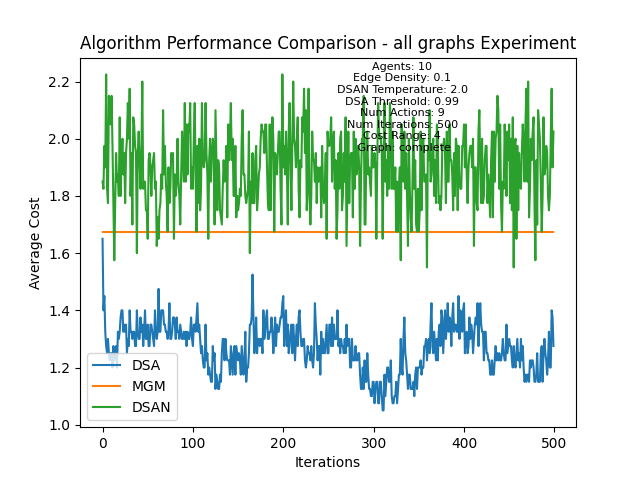 Algorithm Performance Comparison - all graphs Experiment
Agents: 10
Edge Density: 0.1
DSAN Temperature: 2.0
DSA Threshold: 0.99
Num Actions: 9
Num Iterations: 500
Cost Range: 4
Graph: complete
2.2
2.0
1.8
1.6
1.4
1.2
1.0
Average Cost
DSA
MGM
DSAN
0
100
200
300
400
500
Iterations